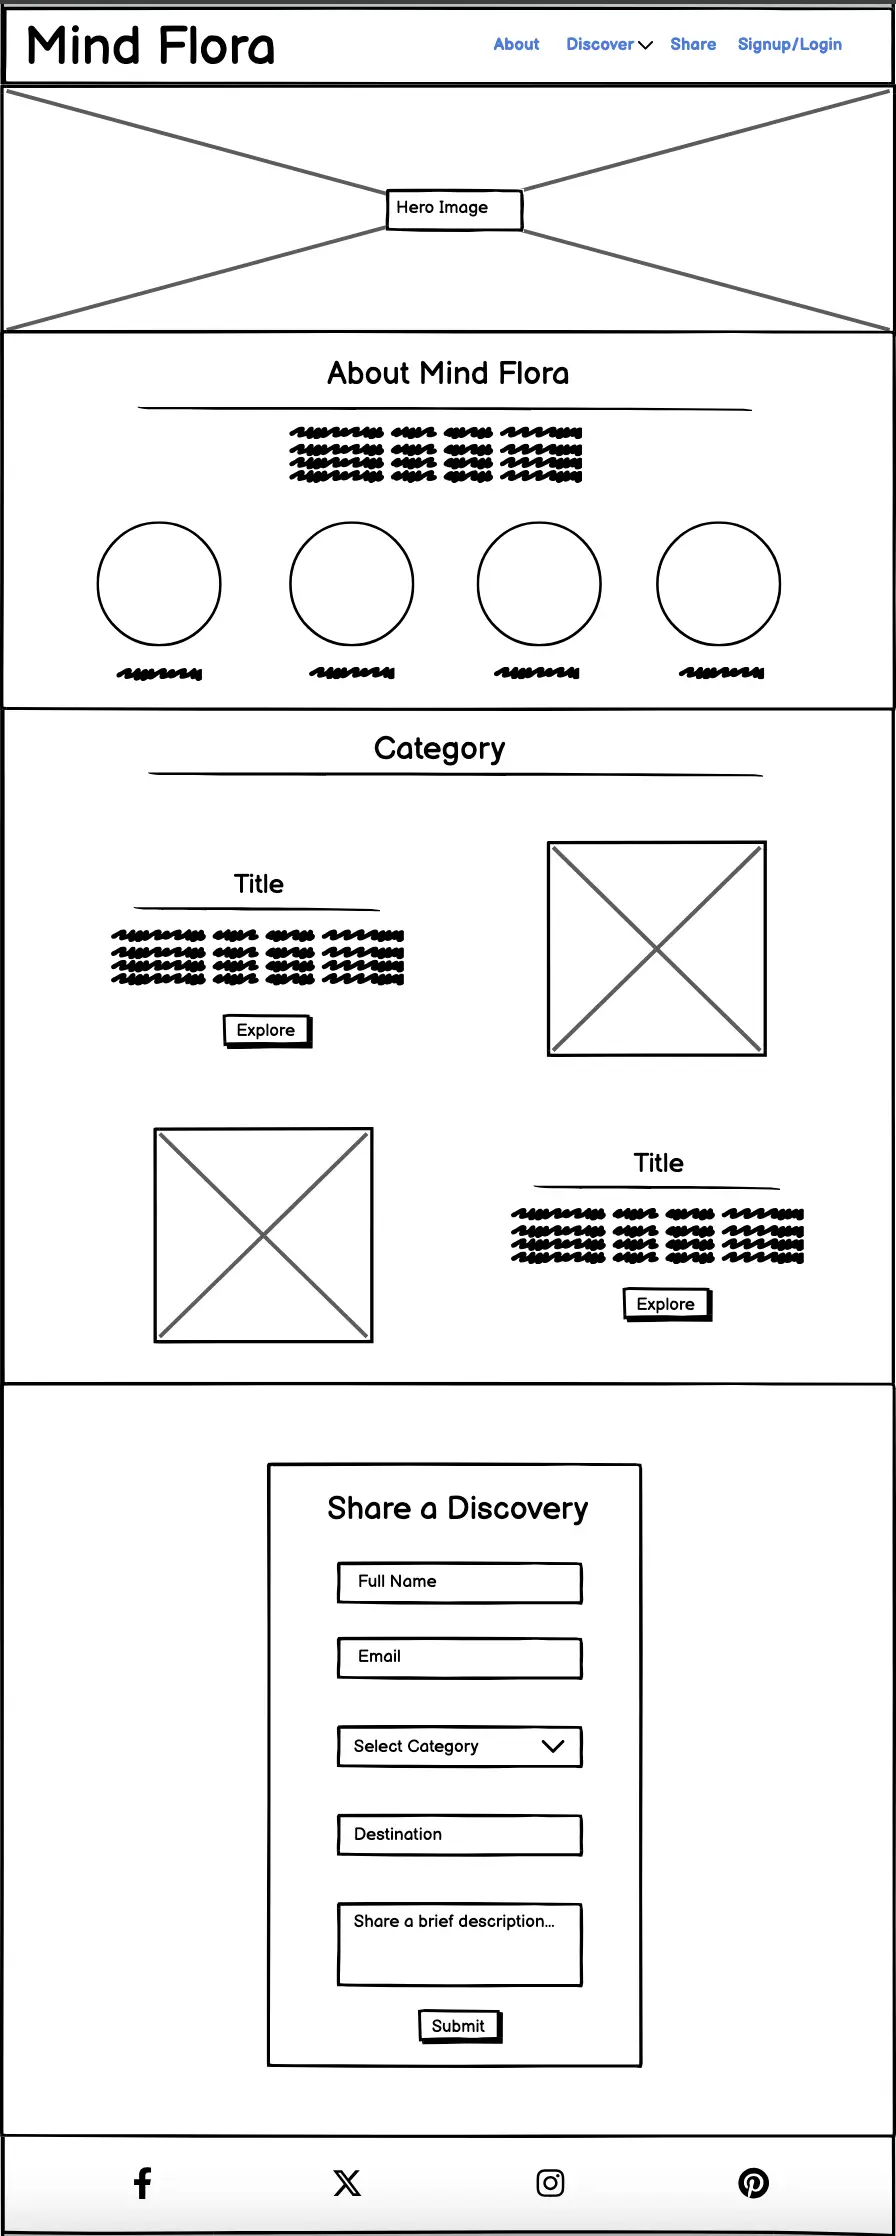 Mind Flora
About Discover Share Signup/Login
Hero Image
About Mind Flora
Category
Title
Explore
Title
Explore
Share a Discovery
Full Name
Email
Select Category
Destination
Share a brief description...
Submit